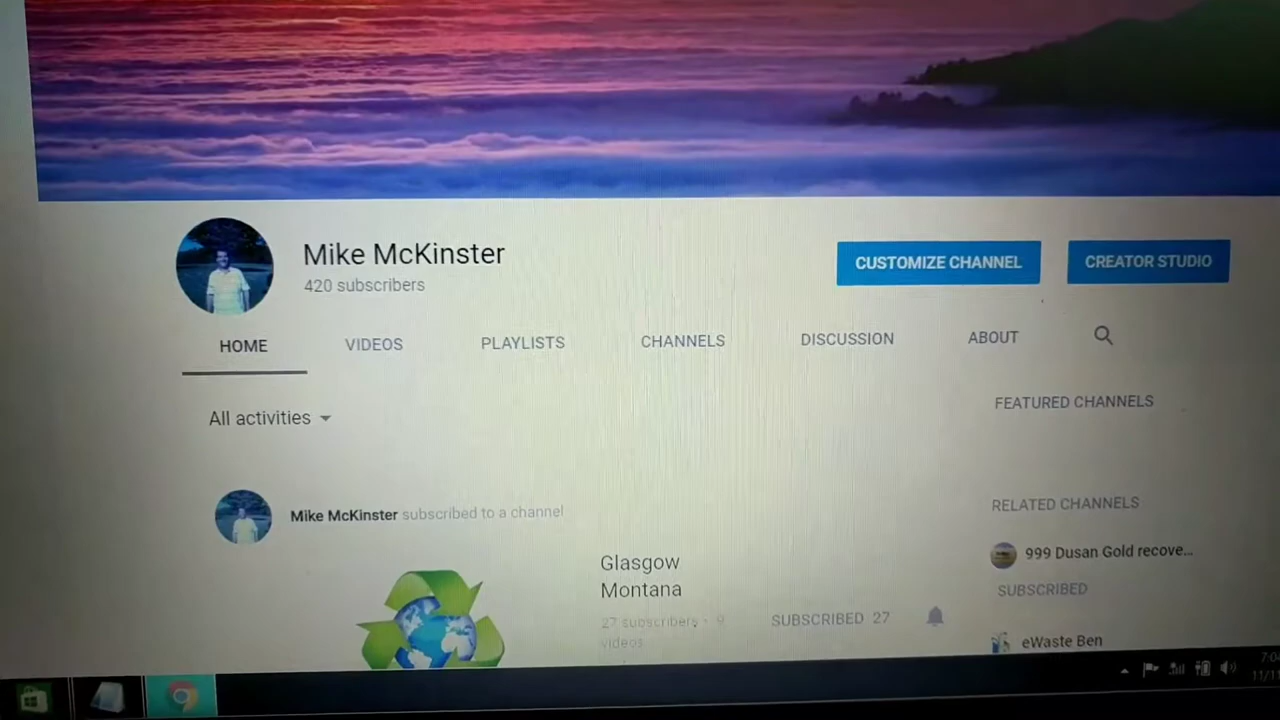 Mike McKinster
420 subscribers
CUSTOMIZE CHANNEL
CREATOR STUDIO
HOME
VIDEOS
PLAYLISTS
CHANNELS
DISCUSSION
ABOUT
All activities
FEATURED CHANNELS
Mike McKinster subscribed to a channel
RELATED CHANNELS
Glasgow
Montana
27 subscribers • 9
videos
SUBSCRIBED 27
999 Dusan Gold recove...
SUBSCRIBED
eWaste Ben